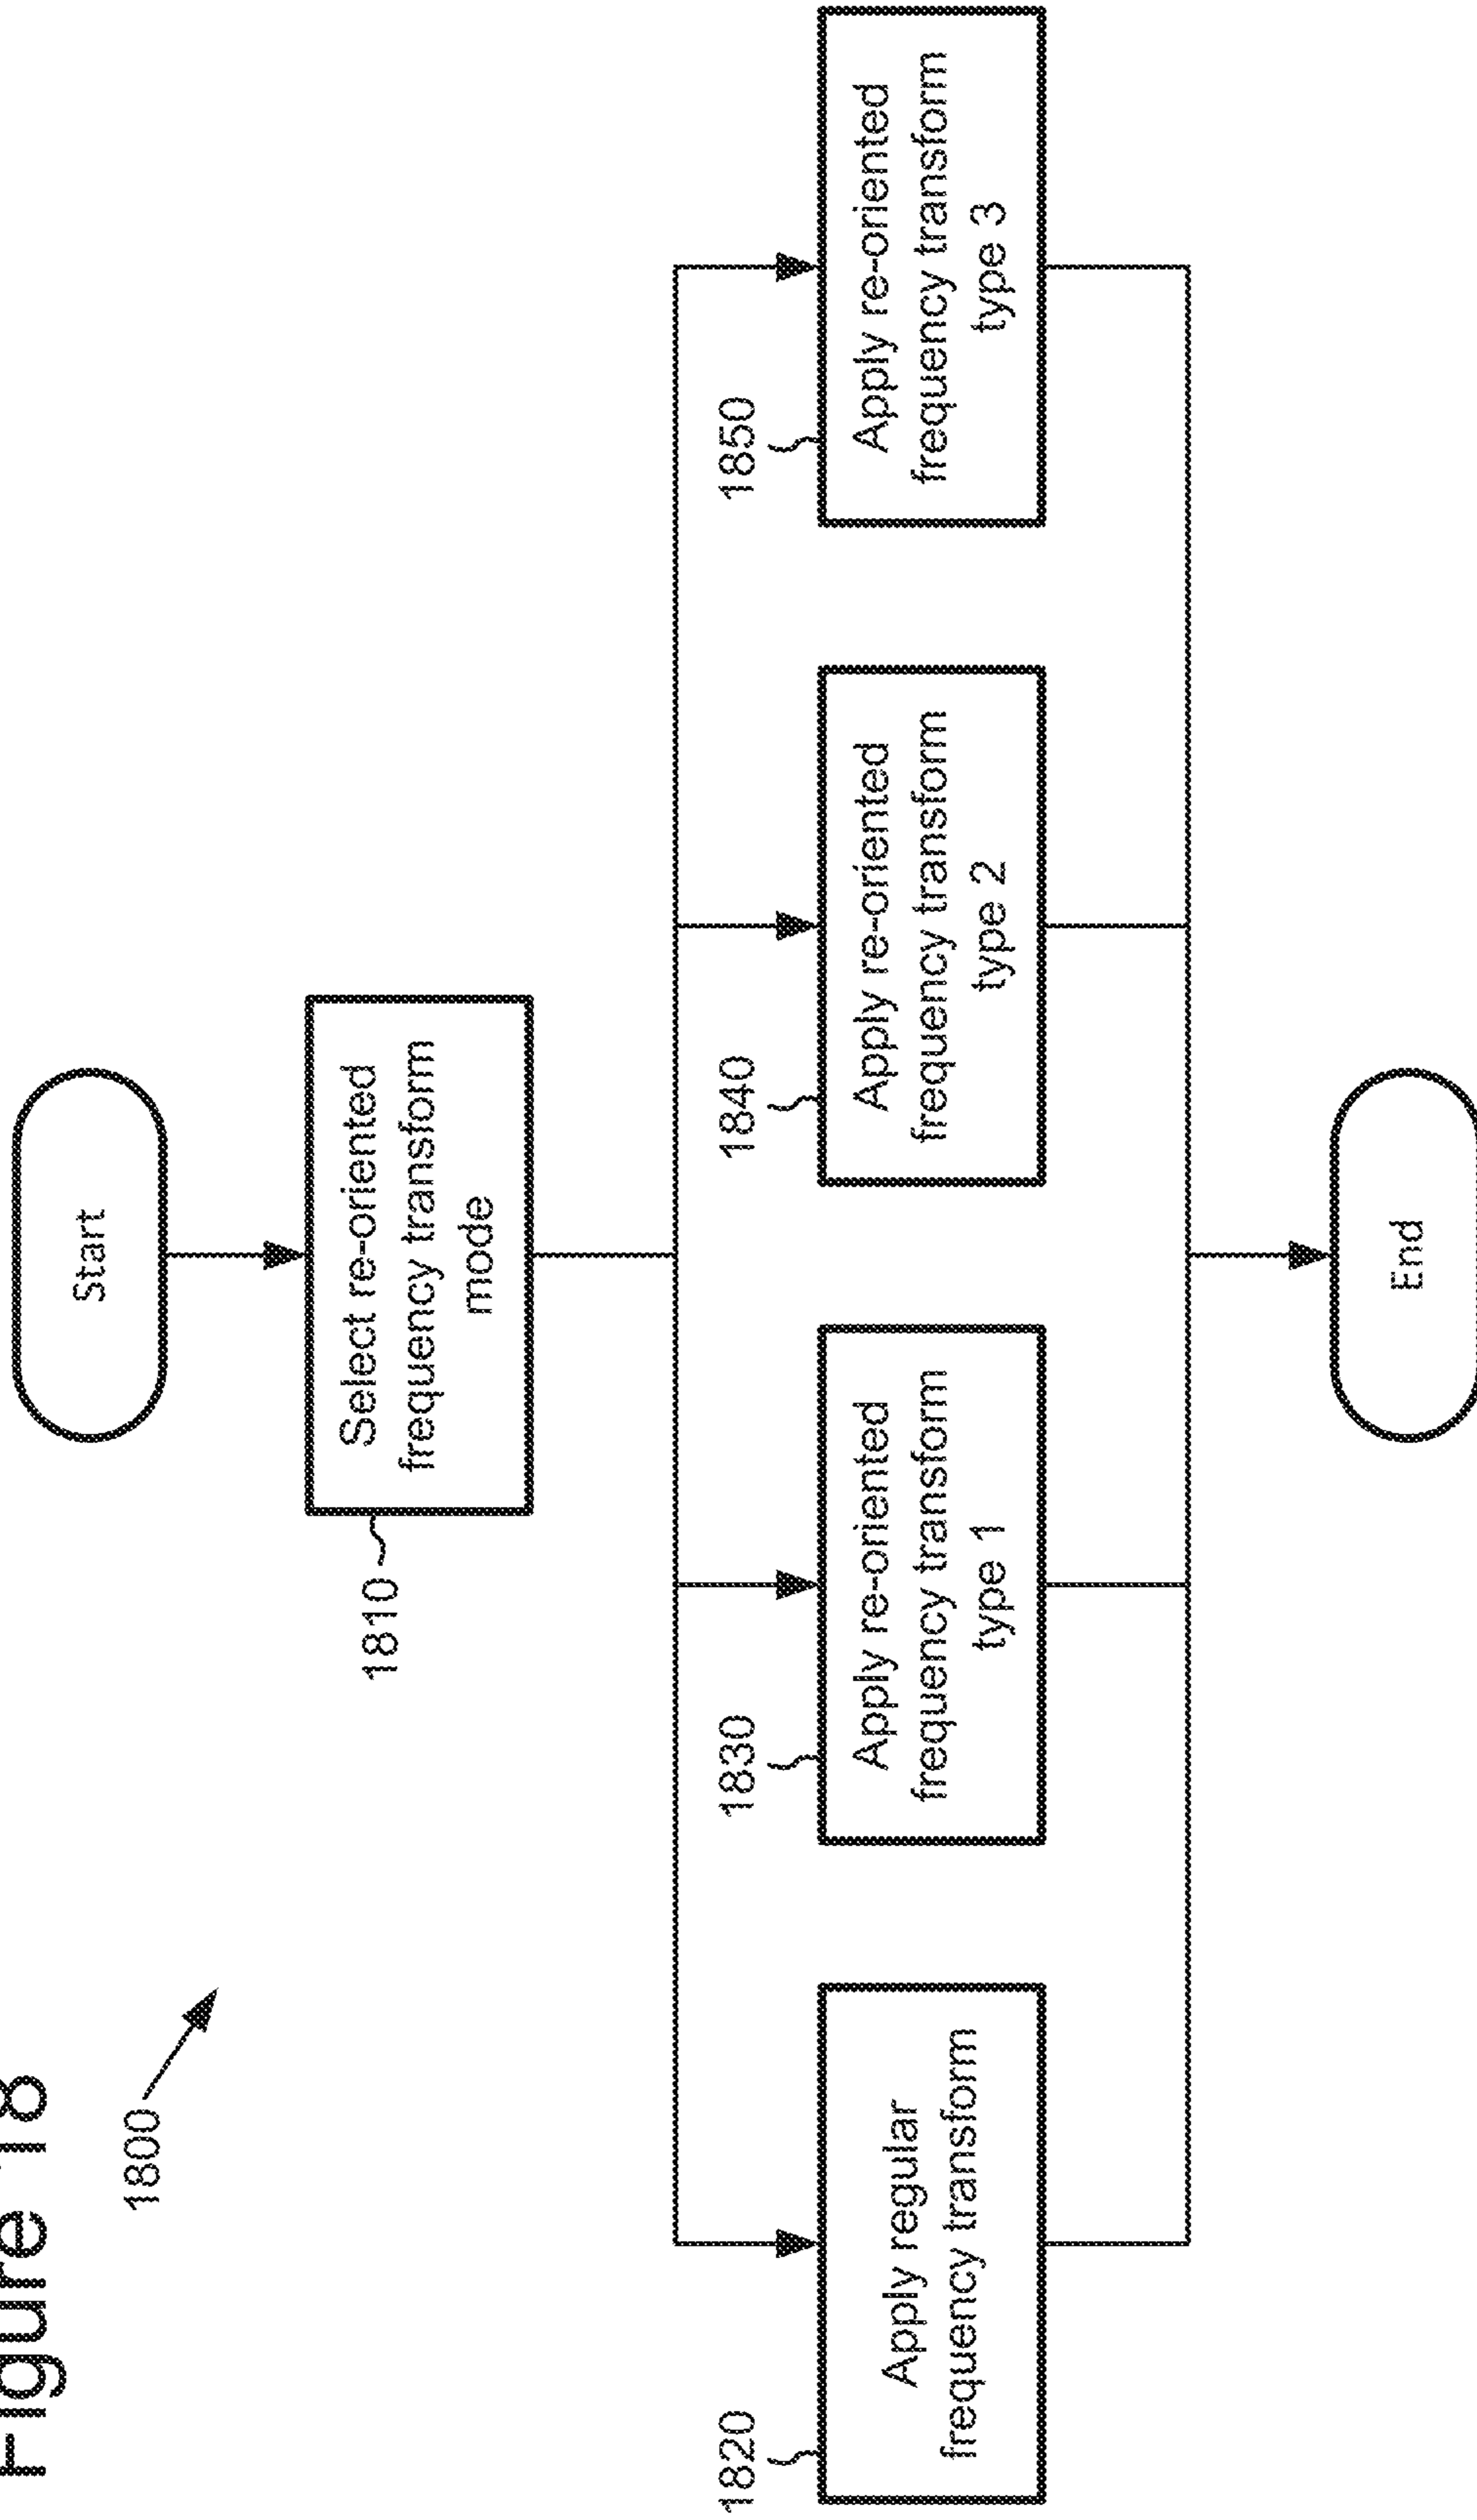 Figure 18
1800
Start
1810
Select re-oriented
frequency transform
mode
1820
Apply regular
frequency transform
1830
Apply re-oriented
frequency transform
type 1
1840
Apply re-oriented
frequency transform
type 2
1850
Apply re-oriented
frequency transform
type 3
End